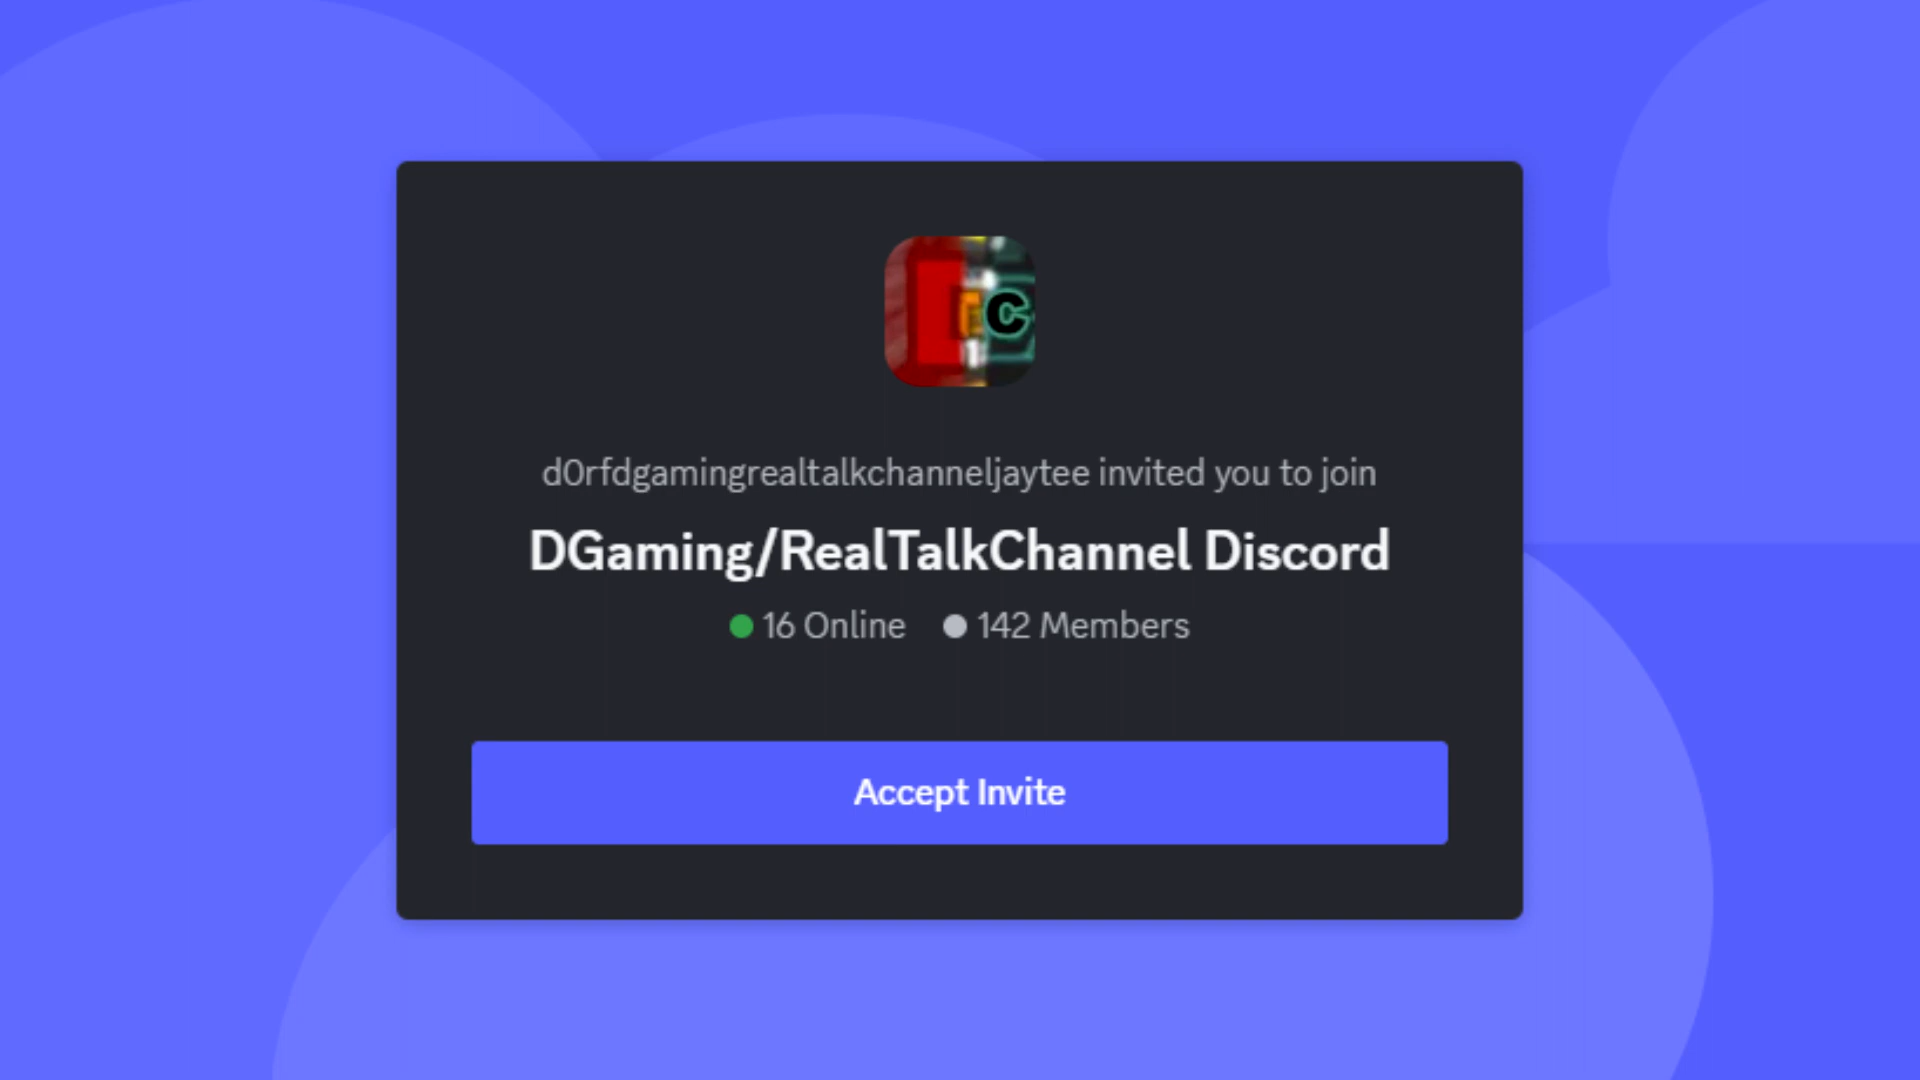 C
d0rfdgamingrealtalkchanneljaytee invited you to join
DGaming/RealTalkChannel Discord
16 Online 142 Members
Accept Invite